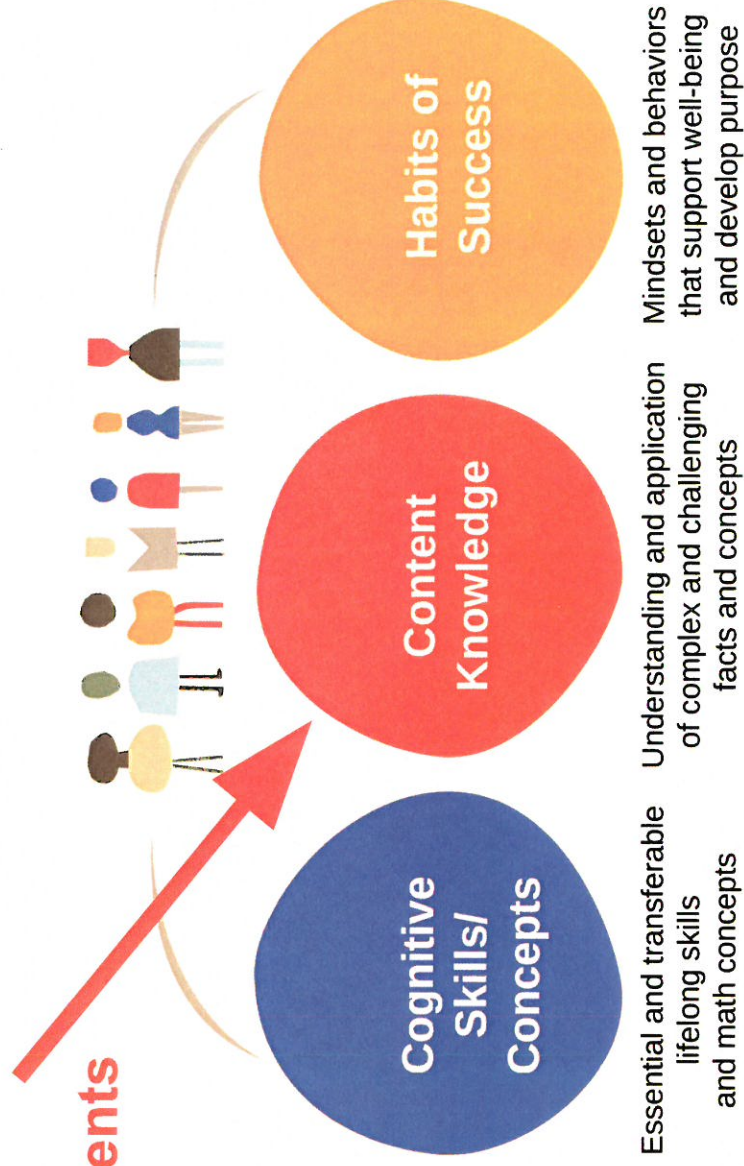 ents
Cognitive
Skills/
Concepts
Content
Knowledge
Habits of
Success
Essential and transferable
lifelong skills
and math concepts
Understanding and application
of complex and challenging
facts and concepts
Mindsets and behaviors
that support well-being
and develop purpose